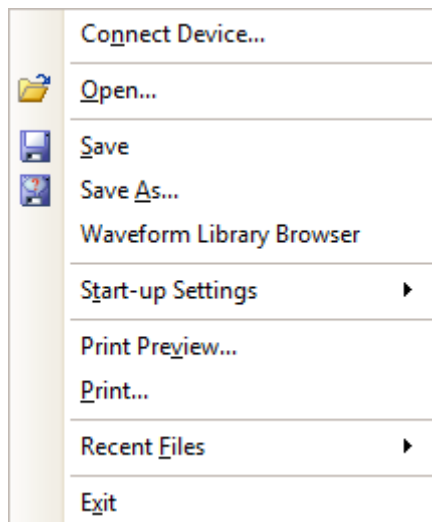 Connect Device...
Open...
Save
Save As...
Waveform Library Browser
Start-up Settings
Print Preview...
Print...
Recent Files
Exit